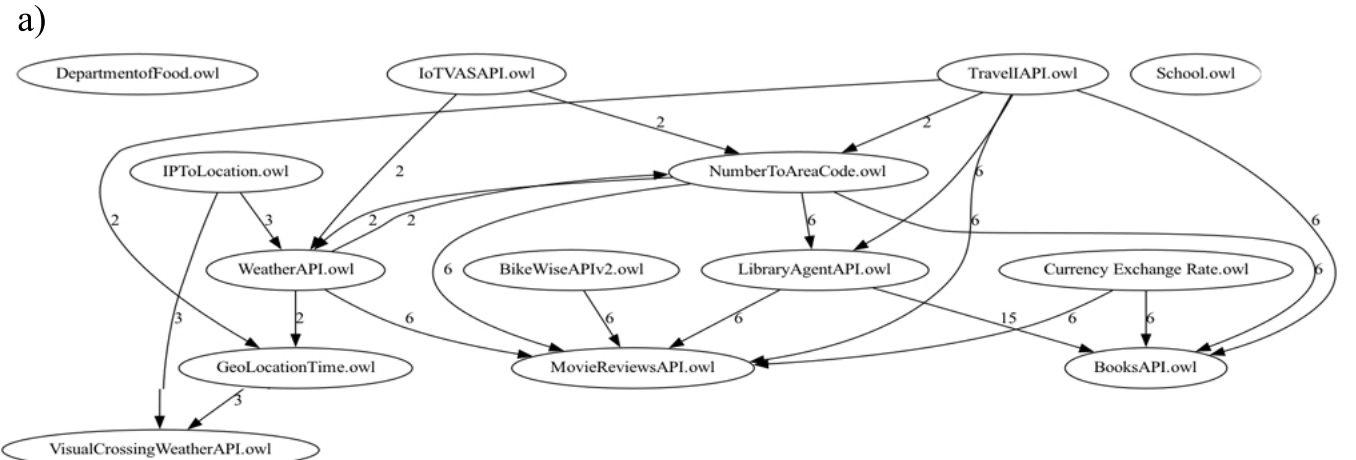 a)
DepartmentofFood.owl IoTVASAPI.owl TravelIAPI.owl School.owl
2 2
IPToLocation.owl 2 NumberToAreaCode.owl 6
2 3 2 2 6 6 6
WeatherAPI.owl 6 BikeWiseAPIv2.owl LibraryAgentAPI.owl Currency Exchange Rate.owl 6
3 2 6 6 6 15 6 6
GeoLocationTime.owl MovieReviewsAPI.owl BooksAPI.owl
3
VisualCrossingWeatherAPI.owl